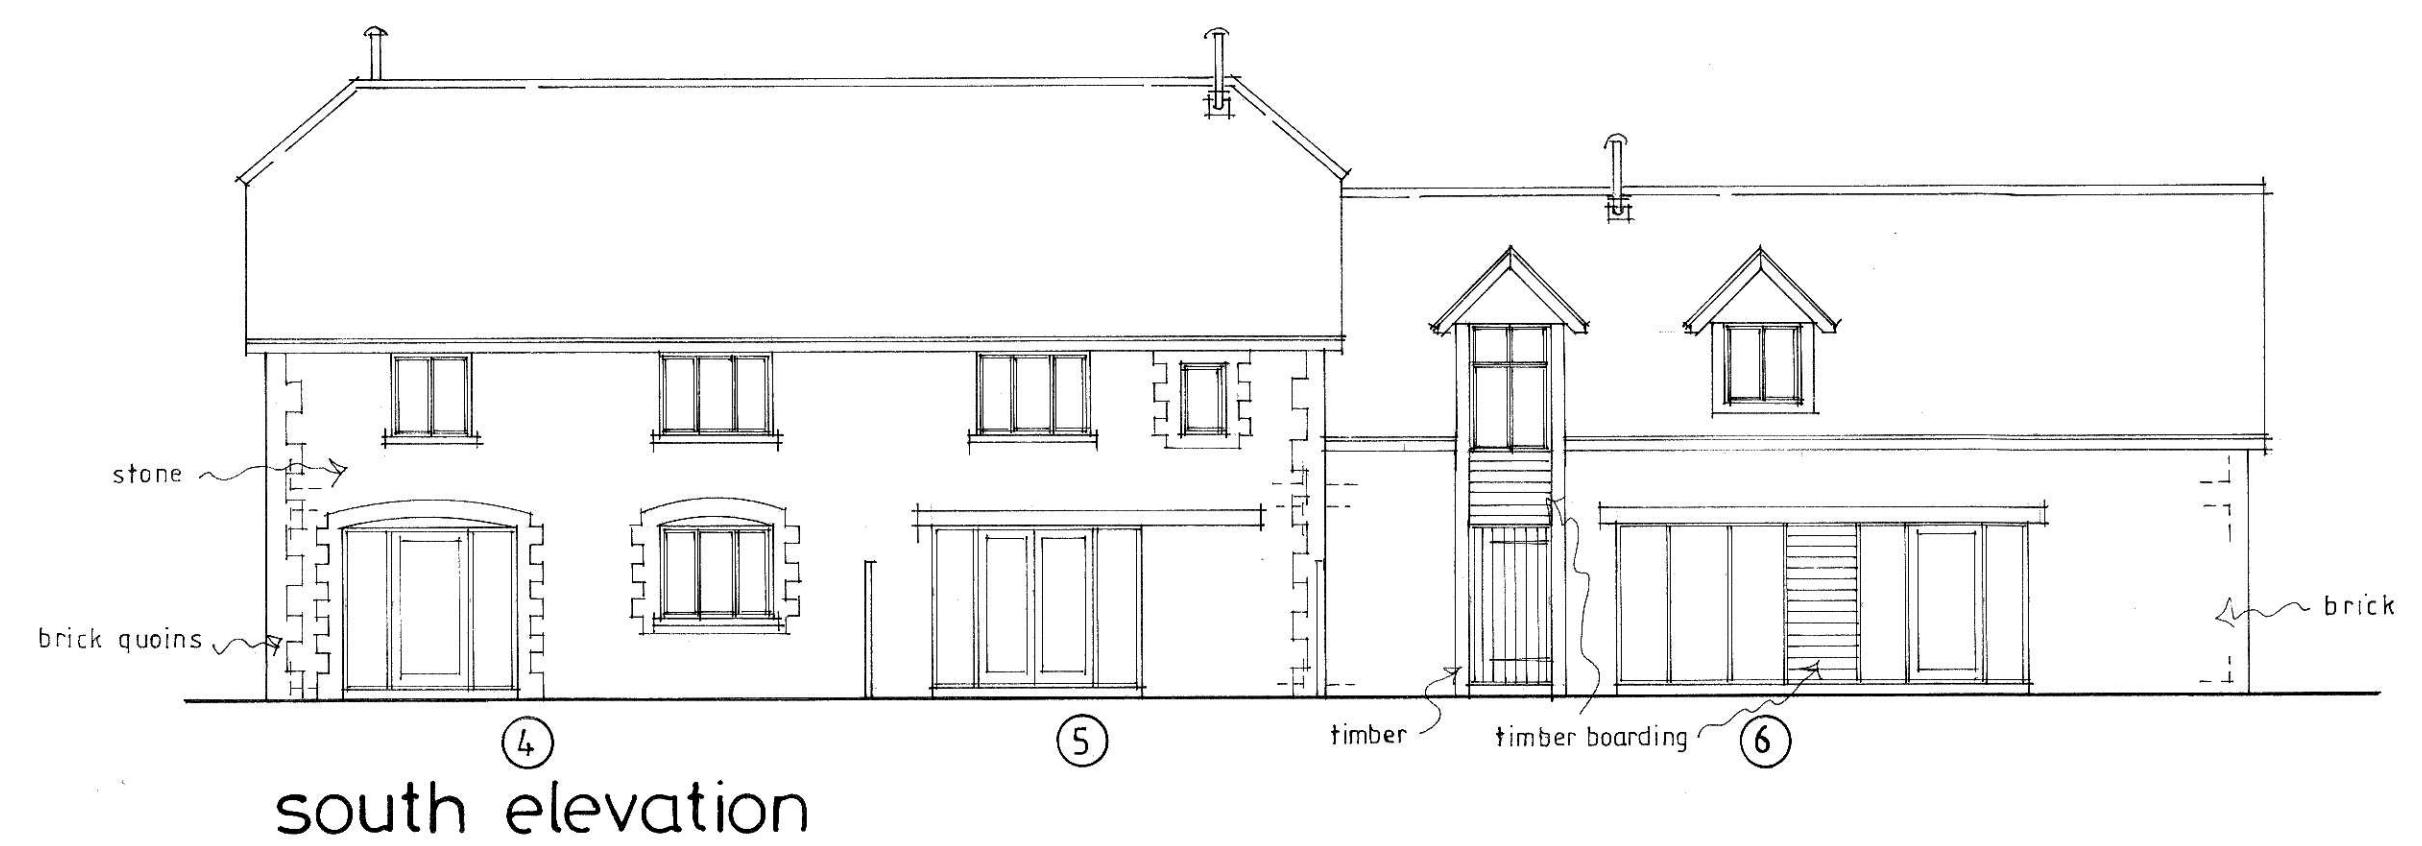 stone
brick quoins
brick
timber
timber boarding
4
5
6
south elevation